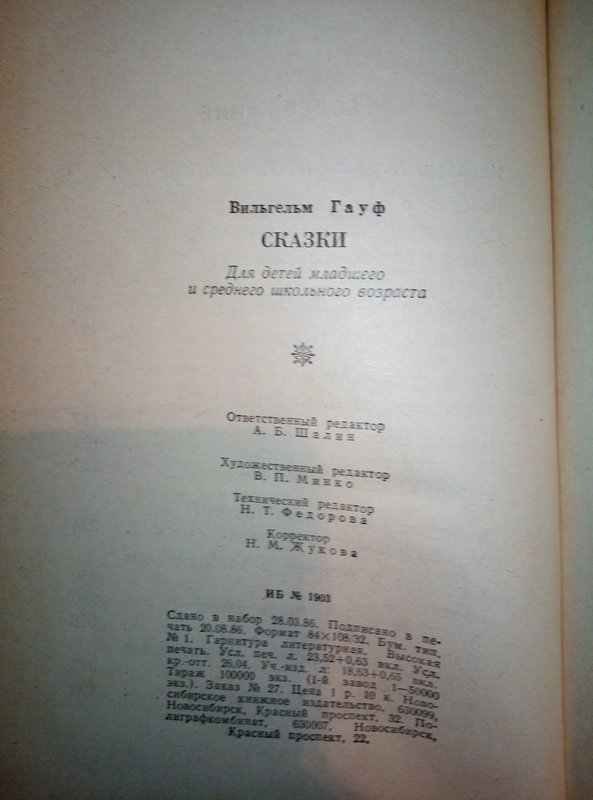 Вильгельм Гауф
СКАЗКИ
Для детей младшего
и среднего школьного возраста
Ответственный редактор
А. Б. Шалин
Художественный редактор
В. П. Минко
Технический редактор
Н. Т. Федорова
Корректор
Н. М. Жукова
ИБ № 1903
Сдано в набор 28.03.86. Подписано в пе-
чать 20.08.86. Формат 84×108/32. Бум. тип.
№ 1. Гарнитура литературная. Высокая
печать. Усл. печ. л. 23,52+0,63 вкл. Усл.
кр.-отт. 26,04. Уч.-изд. л. 18,63+0,65 вкл.
Тираж 100000 экз. (1-й завод 1—50000
экз.). Заказ № 27. Цена 1 р. 10 к. Ново-
сибирское книжное издательство, 630099,
Новосибирск, Красный проспект, 32. По-
лиграфкомбинат, 630007, Новосибирск,
Красный проспект, 22.